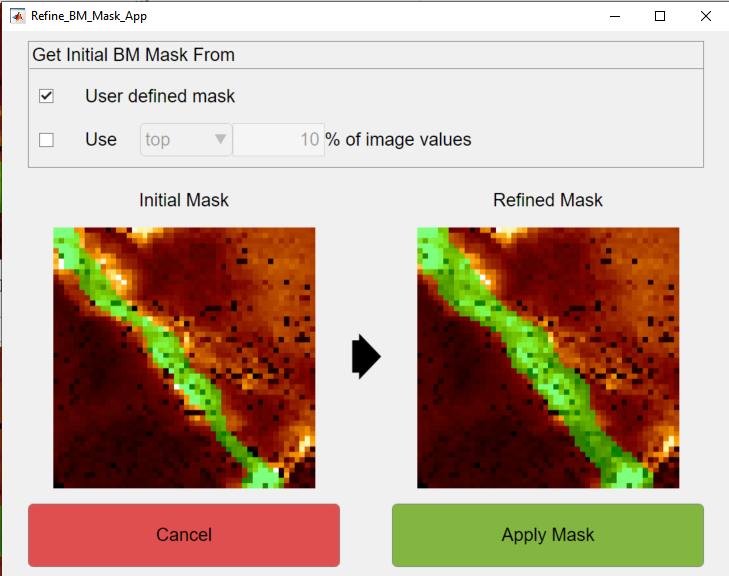 Refine_BM_Mask_App
Get Initial BM Mask From
User defined mask
Use top 10 % of image values
Initial Mask Refined Mask
Cancel Apply Mask